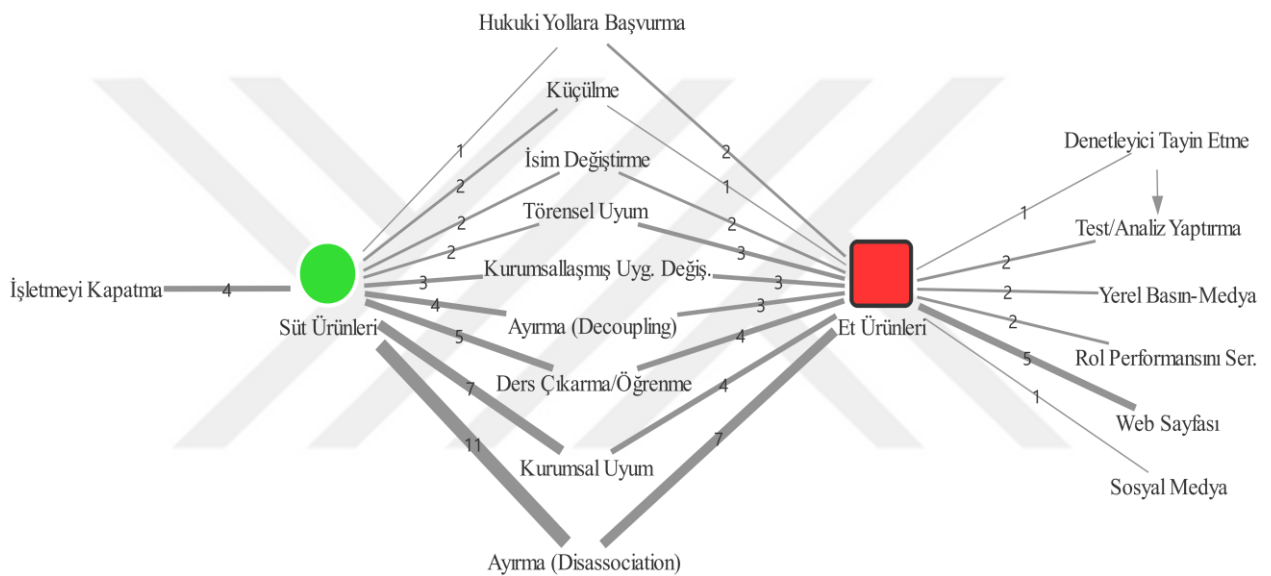 Hukuki Yollara Başvurma
Küçülme
İsim Değiştirme
Törensel Uyum
Kurumsallaşmış Uyg. Değiş.
Ayırma (Decoupling)
Ders Çıkarma/Öğrenme
Kurumsal Uyum
Ayırma (Disassociation)
İşletmeyi Kapatma
4
Süt Ürünleri
1
2
2
2
3
4
5
7
11
2
1
2
3
3
3
4
4
7
Et Ürünleri
1
2
2
2
5
1
Denetleyici Tayin Etme
Test/Analiz Yaptırma
Yerel Basın-Medya
Rol Performansını Ser.
Web Sayfası
Sosyal Medya